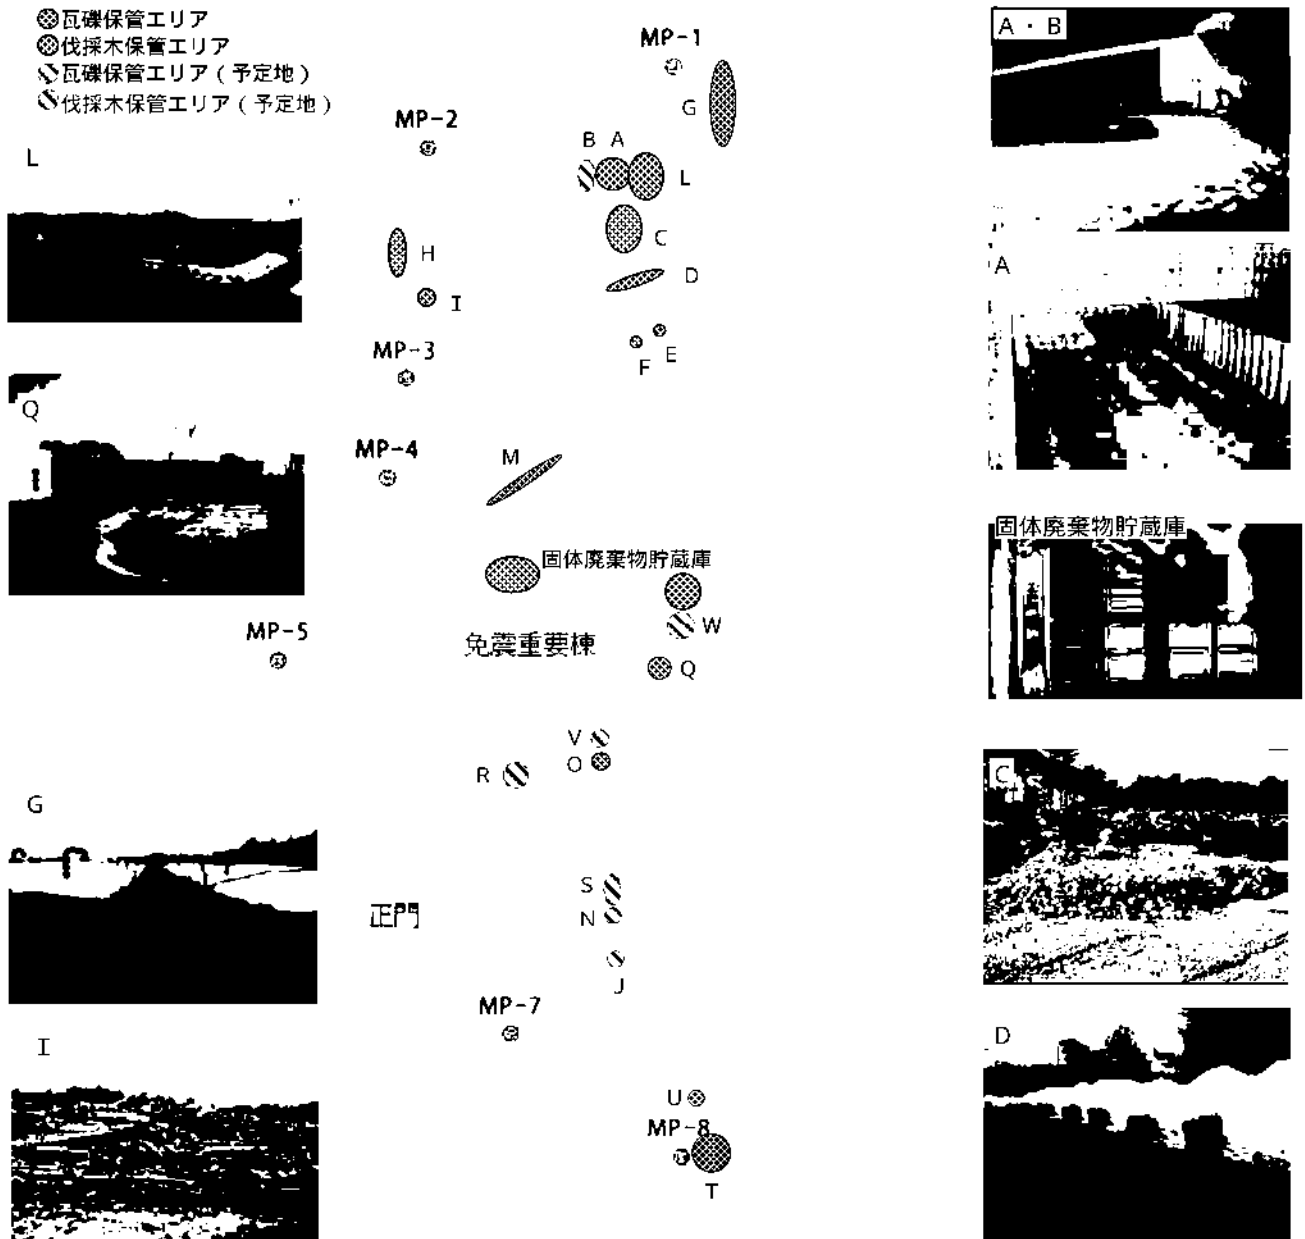 瓦礫保管エリア
伐採木保管エリア
瓦礫保管エリア（予定地）
伐採木保管エリア（予定地）
MP-1
G
MP-2
B A
L
L
C
H
D
I
E
F
MP-3
Q
MP-4
M
固体廃棄物貯蔵庫
W
MP-5
免震重要棟
Q
V
O
R
G
S
N
正門
J
MP-7
I
U
MP-8
T
A・B
A
固体廃棄物貯蔵庫
C
D